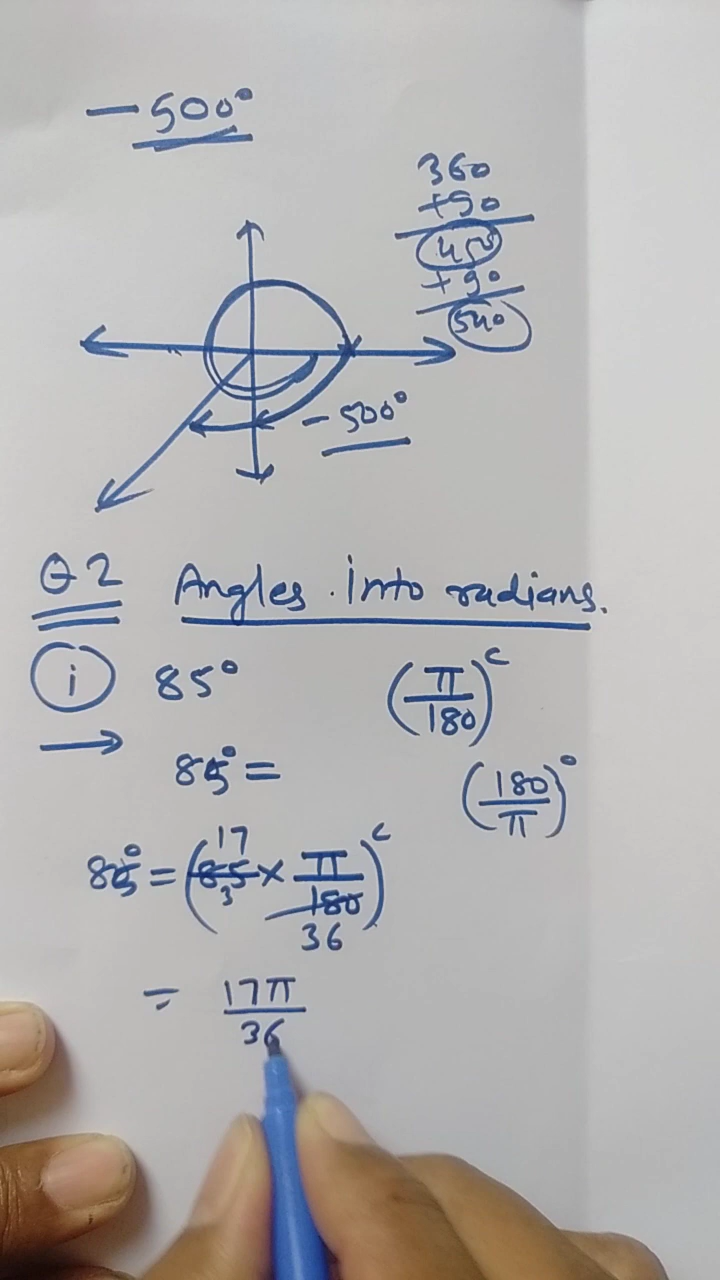 - 500°
360
+90
450
+90
540
- 500°
Q2 Angles into radians.
i 85° (π/180)ᶜ
85° = (180/π)°
85° = (85 × π/180)ᶜ
17
3
36
= 17π/36